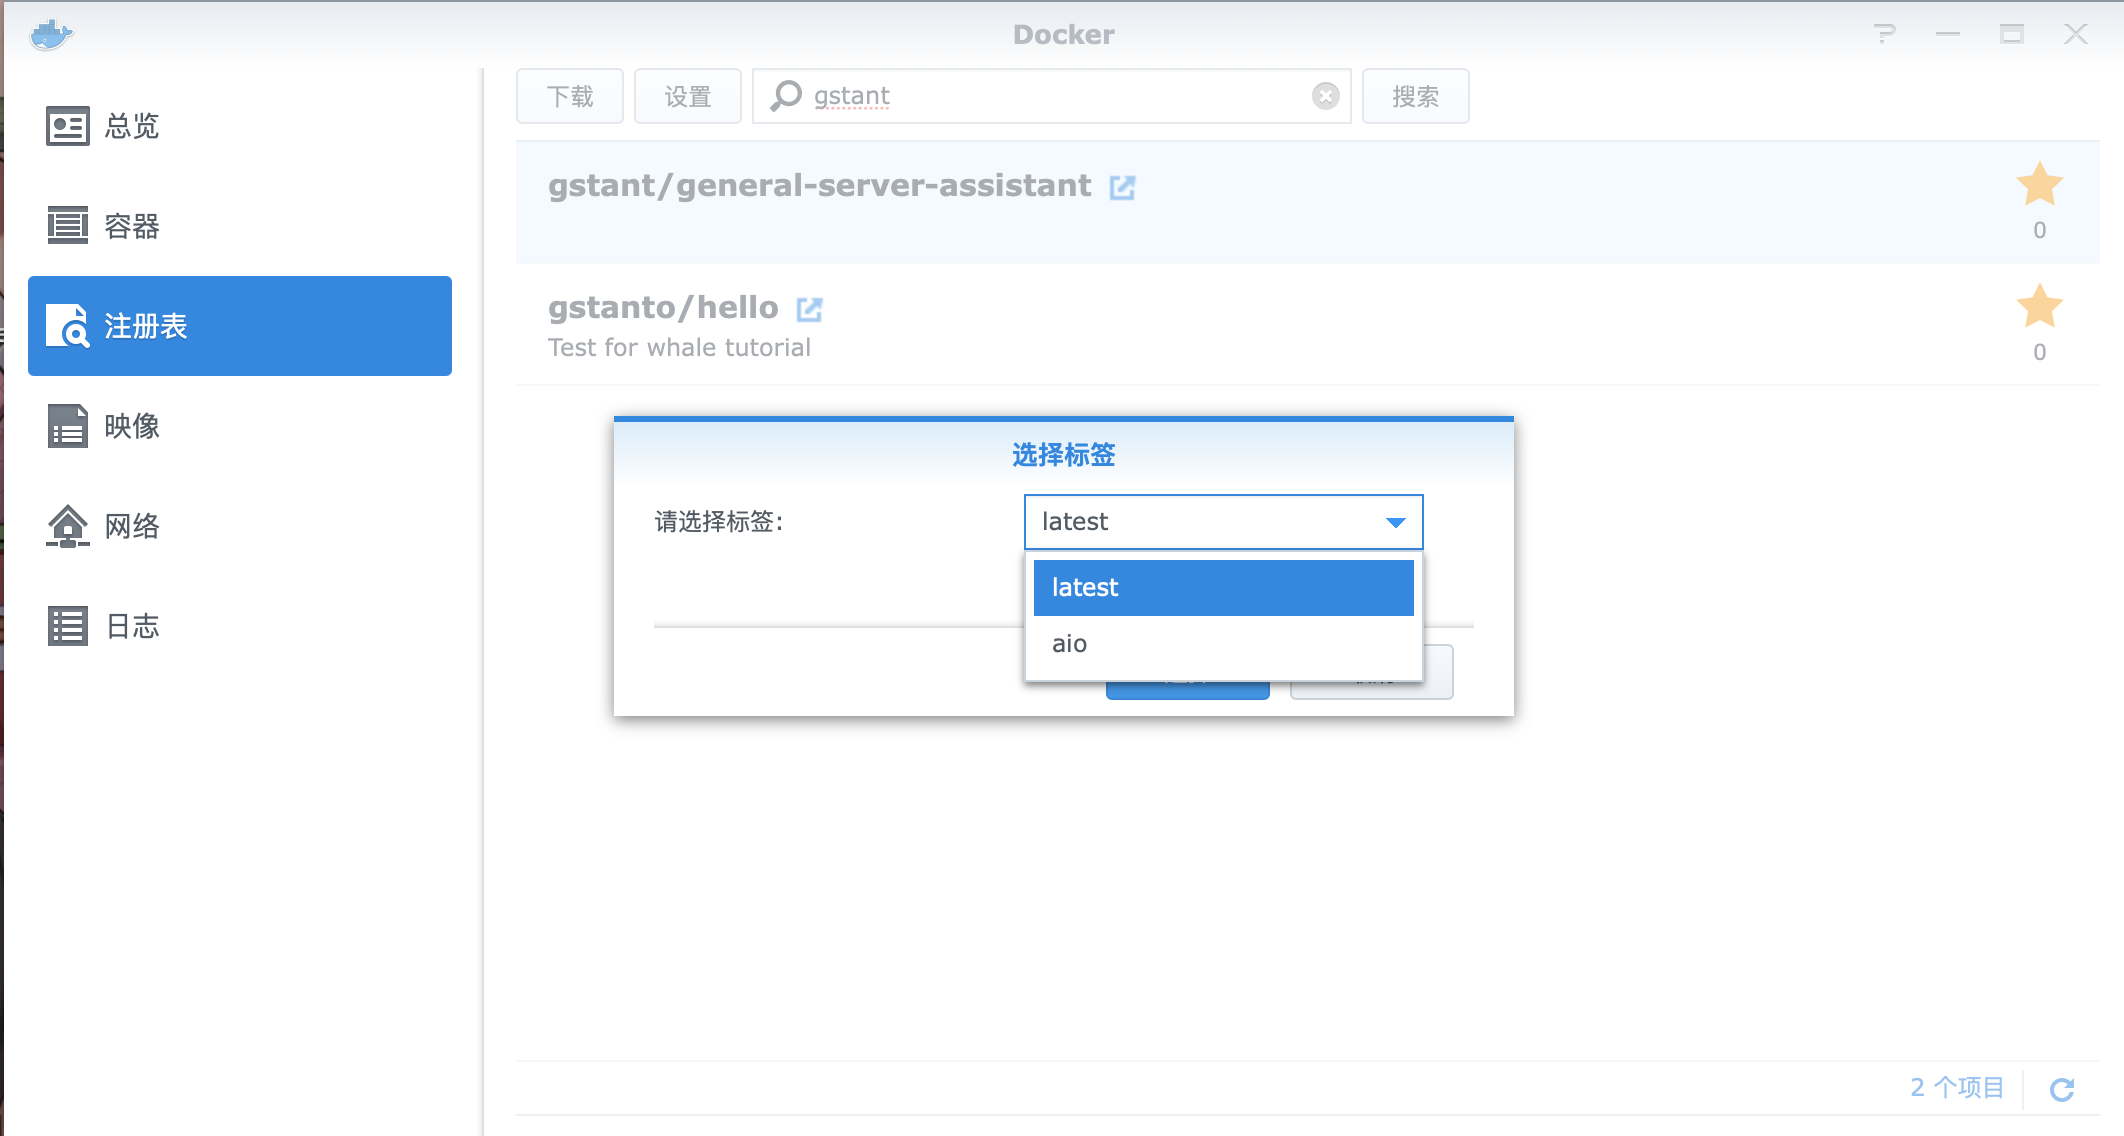 Docker
总览
容器
注册表
映像
网络
日志
下载
设置
gstant
搜索
gstant/general-server-assistant
0
gstanto/hello
Test for whale tutorial
0
选择标签
请选择标签:
latest
latest
aio
2 个项目